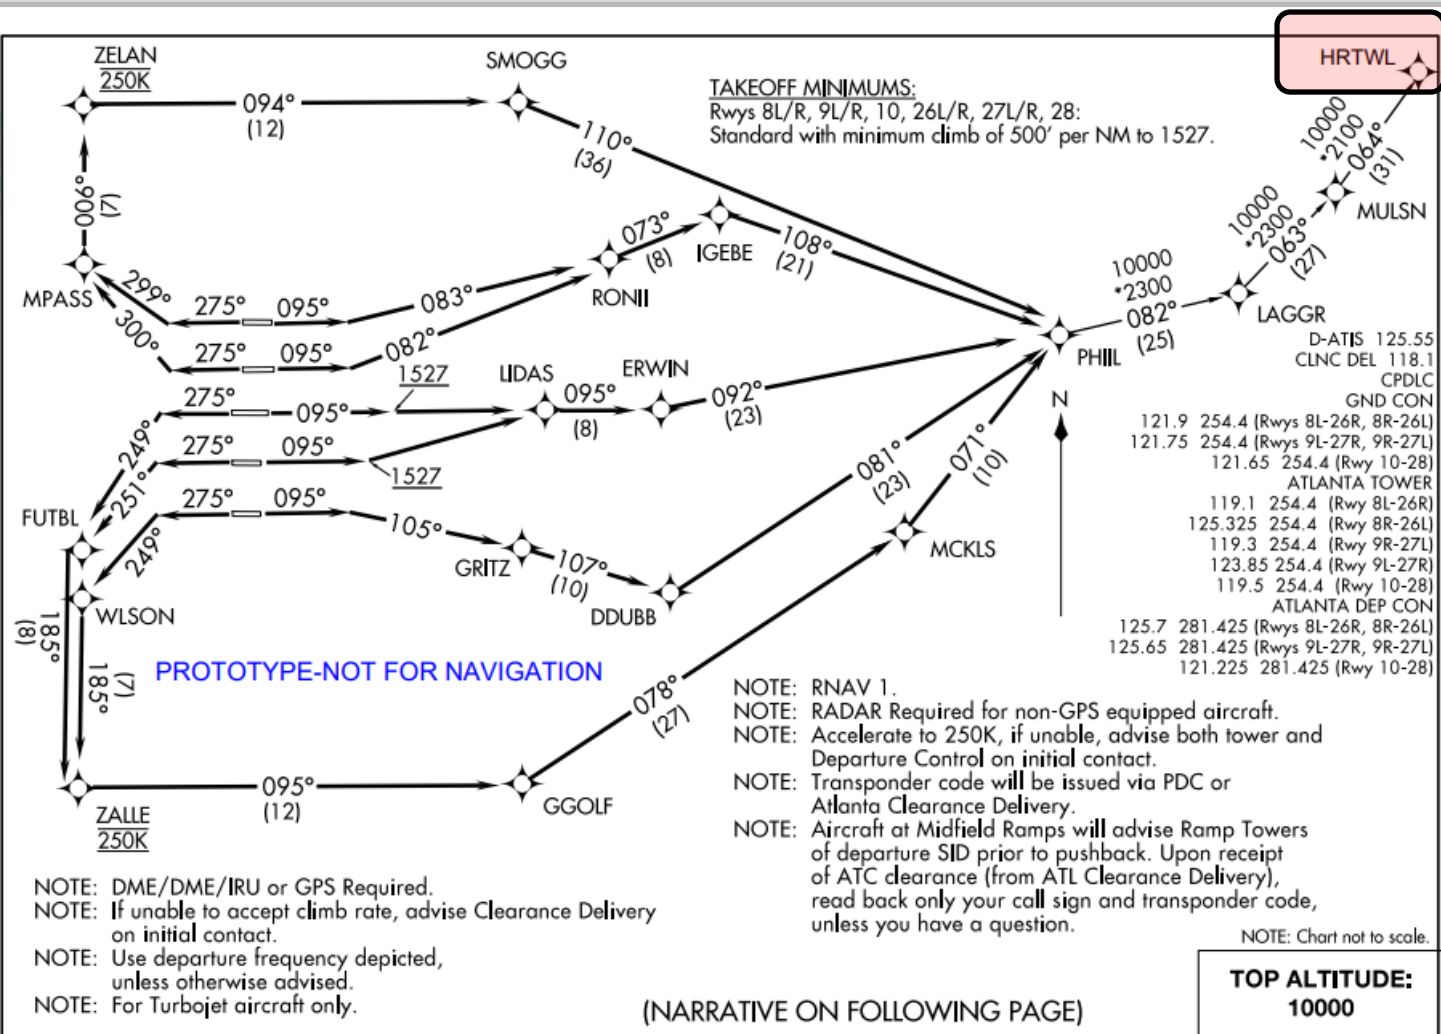 ZELAN
250K
SMOGG
HRTWL
094°
(12)
TAKEOFF MINIMUMS:
Rwys 8L/R, 9L/R, 10, 26L/R, 27L/R, 28:
Standard with minimum climb of 500' per NM to 1527.
110°
(36)
10000
*2100
064°
(31)
006°
(7)
MPASS
073°
(8)
IGEBE
108°
(21)
RONII
MULSN
10000
*2300
063°
(27)
299°
275°
095°
083°
300°
275°
095°
082°
10000
*2300
082°
(25)
LAGGR
PHIIL
1527
LIDAS
ERWIN
275°
095°
095°
(8)
092°
(23)
N
249°
275°
095°
1527
251°
275°
095°
249°
105°
FUTBL
WLSON
GRITZ
107°
(10)
DDUBB
081°
(23)
071°
(10)
MCKLS
185°
(8)
185°
(7)
PROTOTYPE-NOT FOR NAVIGATION
078°
(27)
095°
(12)
ZALLE
250K
GGOLF
D-ATIS 125.55
CLNC DEL 118.1
CPDLC
GND CON
121.9 254.4 (Rwys 8L-26R, 8R-26L)
121.75 254.4 (Rwys 9L-27R, 9R-27L)
121.65 254.4 (Rwy 10-28)
ATLANTA TOWER
119.1 254.4 (Rwy 8L-26R)
125.325 254.4 (Rwy 8R-26L)
119.3 254.4 (Rwy 9R-27L)
123.85 254.4 (Rwy 9L-27R)
119.5 254.4 (Rwy 10-28)
ATLANTA DEP CON
125.7 281.425 (Rwys 8L-26R, 8R-26L)
125.65 281.425 (Rwys 9L-27R, 9R-27L)
121.225 281.425 (Rwy 10-28)
NOTE: RNAV 1.
NOTE: RADAR Required for non-GPS equipped aircraft.
NOTE: Accelerate to 250K, if unable, advise both tower and
Departure Control on initial contact.
NOTE: Transponder code will be issued via PDC or
Atlanta Clearance Delivery.
NOTE: Aircraft at Midfield Ramps will advise Ramp Towers
of departure SID prior to pushback. Upon receipt
of ATC clearance (from ATL Clearance Delivery),
read back only your call sign and transponder code,
unless you have a question.
NOTE: DME/DME/IRU or GPS Required.
NOTE: If unable to accept climb rate, advise Clearance Delivery
on initial contact.
NOTE: Use departure frequency depicted,
unless otherwise advised.
NOTE: For Turbojet aircraft only.
(NARRATIVE ON FOLLOWING PAGE)
NOTE: Chart not to scale.
TOP ALTITUDE:
10000